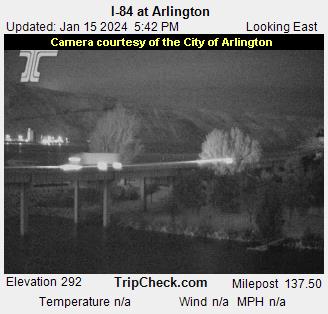 I-84 at Arlington
Updated: Jan 15 2024 5:42 PM Looking East
Camera courtesy of the City of Arlington
Elevation 292 TripCheck.com Milepost 137.50
Temperature n/a Wind n/a MPH n/a